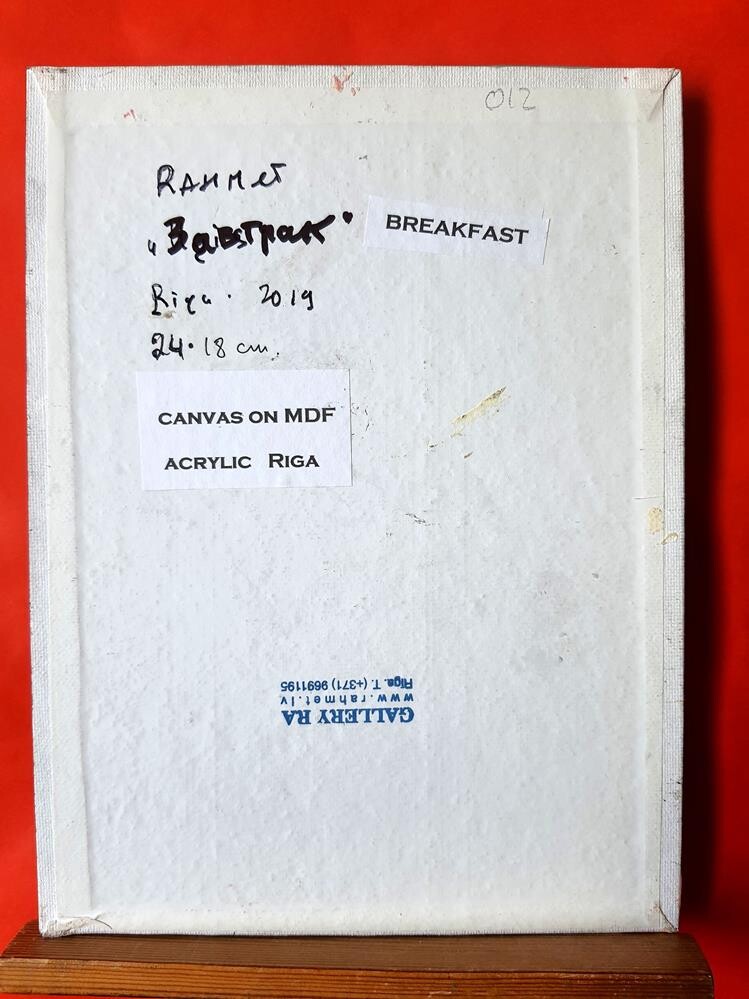 012
RAHMET
„Завтрак"
BREAKFAST
Riga. 2019
24·18 cm.
CANVAS ON MDF
ACRYLIC RIGA
GALLERY RA
www.rahmet.lv
Riga. T. (+371) 9691195